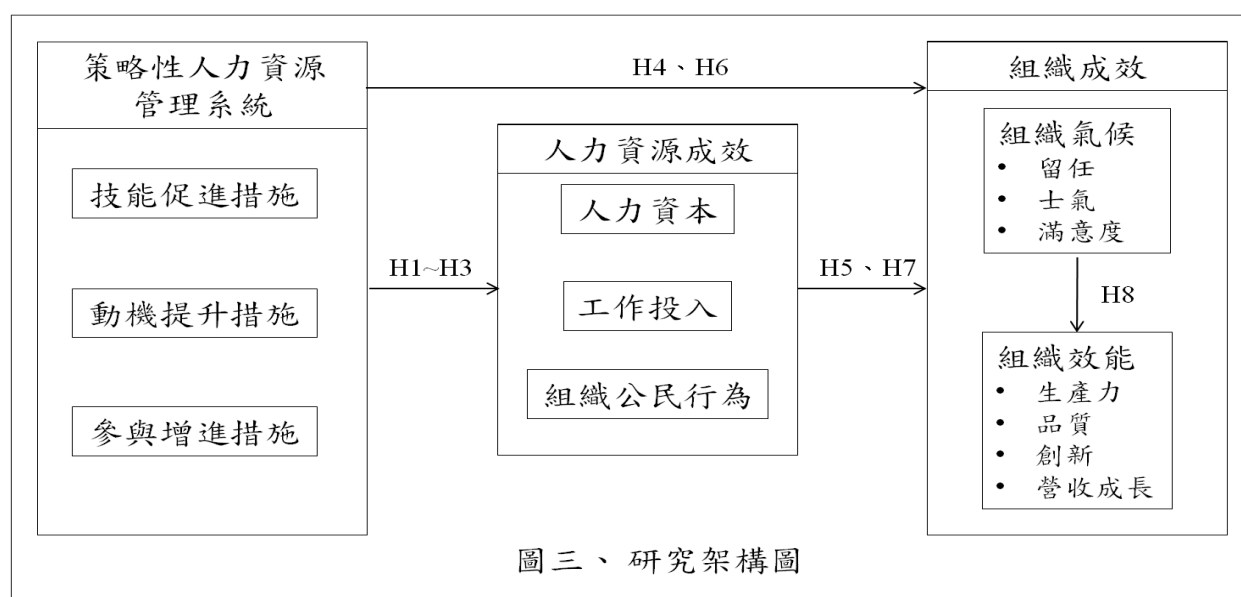 策略性人力資源
管理系統
技能促進措施
動機提升措施
參與增進措施
H4、H6
H1~H3
人力資源成效
人力資本
工作投入
組織公民行為
H5、H7
組織成效
組織氣候
• 留任
• 士氣
• 滿意度
H8
組織效能
• 生產力
• 品質
• 創新
• 營收成長
圖三、研究架構圖